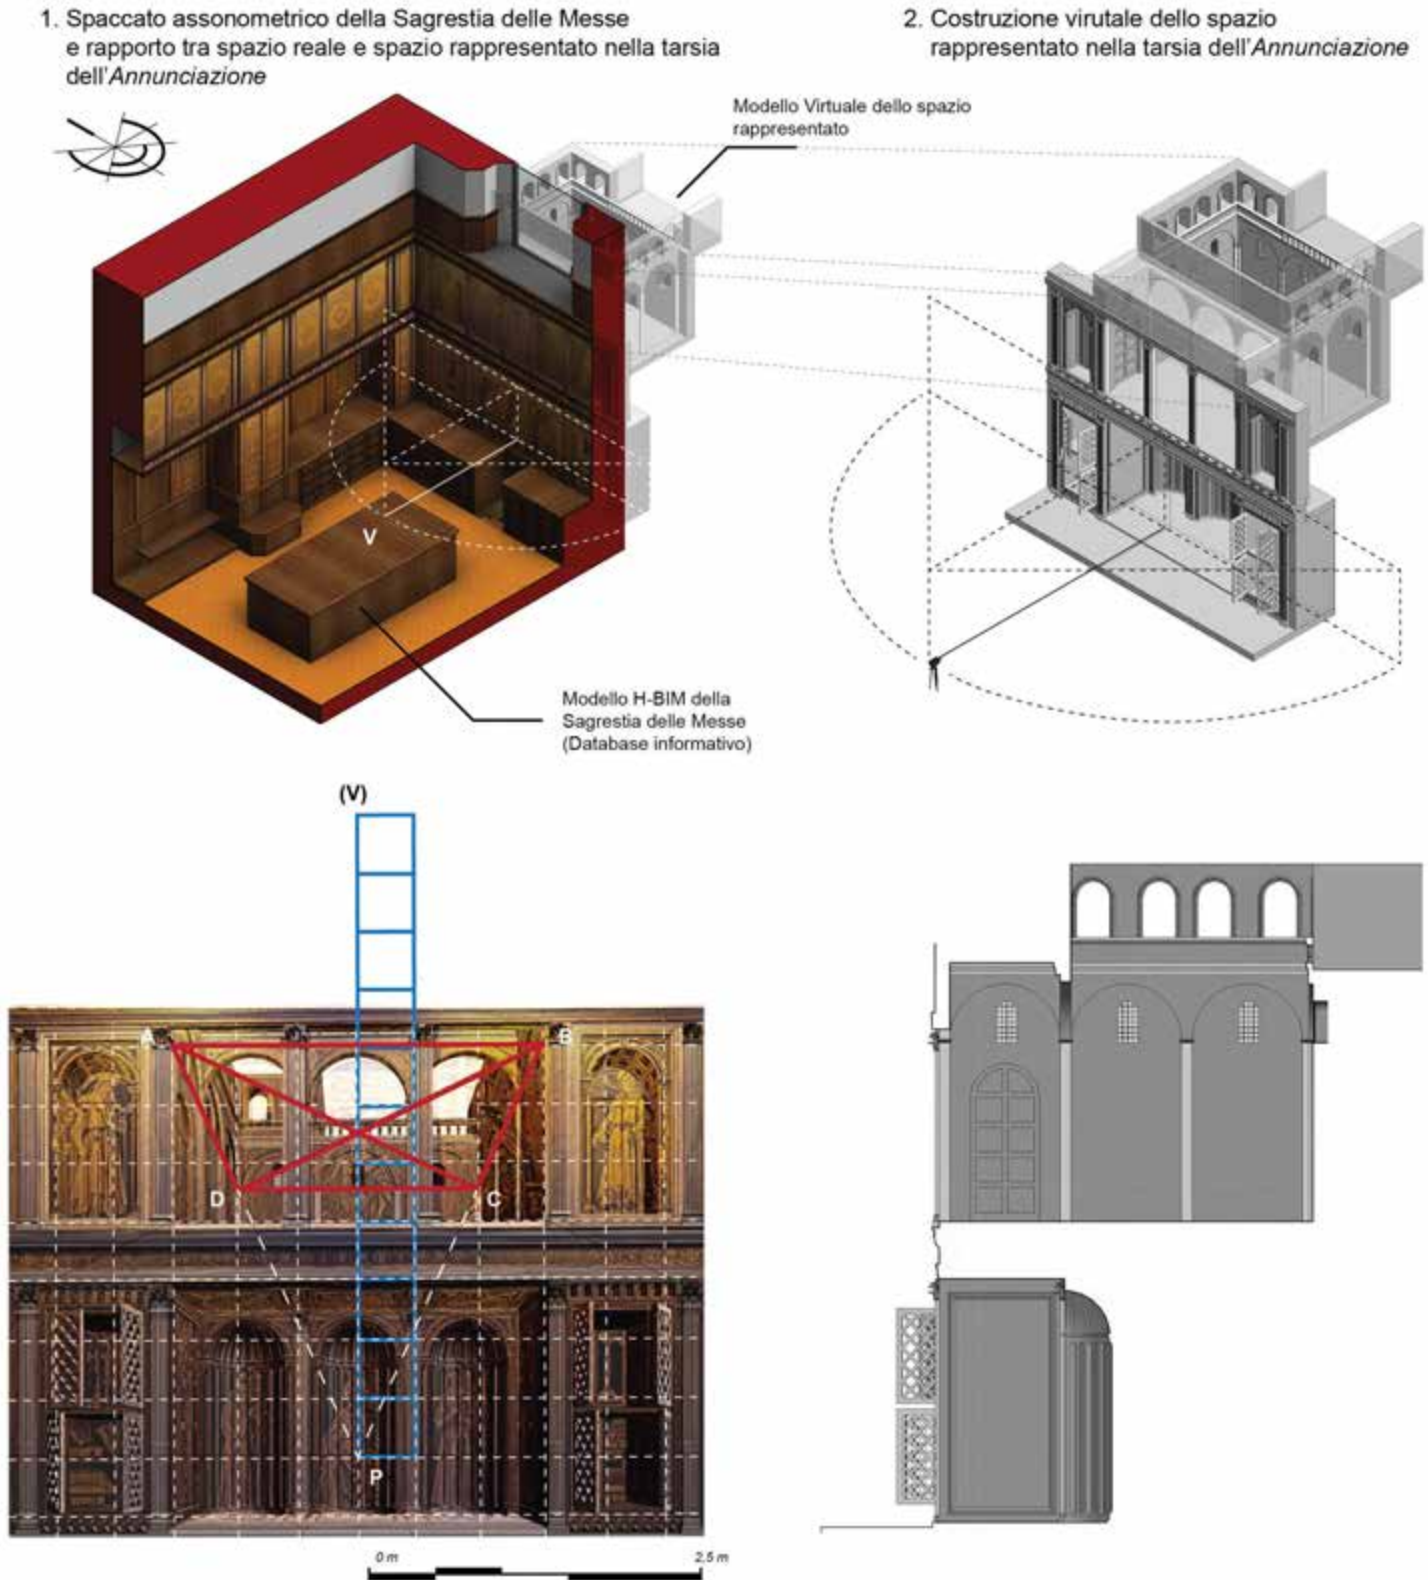 1. Spaccato assonometrico della Sagrestia delle Messe
e rapporto tra spazio reale e spazio rappresentato nella tarsia
dell'Annunciazione
2. Costruzione virutale dello spazio
rappresentato nella tarsia dell'Annunciazione
Modello Virtuale dello spazio
rappresentato
V
Modello H-BIM della
Sagrestia delle Messe
(Database informativo)
(V)
A
B
D
C
P
0 m
2,5 m